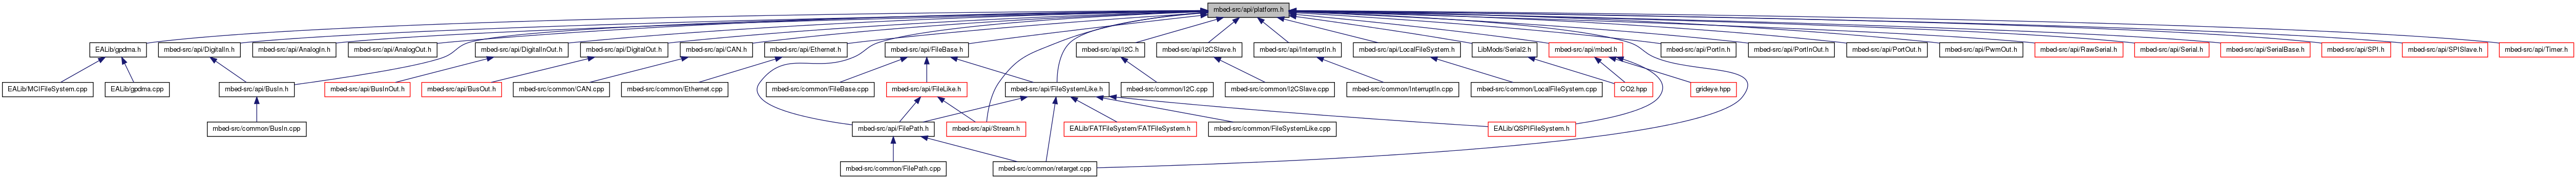 mbed-src/api/platform.h
EALib/gpdma.h
mbed-src/api/DigitalIn.h
mbed-src/api/AnalogIn.h
mbed-src/api/AnalogOut.h
mbed-src/api/DigitalInOut.h
mbed-src/api/DigitalOut.h
mbed-src/api/CAN.h
mbed-src/api/Ethernet.h
mbed-src/api/FileBase.h
mbed-src/api/I2C.h
mbed-src/api/I2CSlave.h
mbed-src/api/InterruptIn.h
mbed-src/api/LocalFileSystem.h
LibMods/Serial2.h
mbed-src/api/mbed.h
mbed-src/api/PortIn.h
mbed-src/api/PortInOut.h
mbed-src/api/PortOut.h
mbed-src/api/PwmOut.h
mbed-src/api/RawSerial.h
mbed-src/api/Serial.h
mbed-src/api/SerialBase.h
mbed-src/api/SPI.h
mbed-src/api/SPISlave.h
mbed-src/api/Timer.h
EALib/MCIFileSystem.cpp
EALib/gpdma.cpp
mbed-src/api/BusIn.h
mbed-src/api/BusInOut.h
mbed-src/api/BusOut.h
mbed-src/common/CAN.cpp
mbed-src/common/Ethernet.cpp
mbed-src/common/FileBase.cpp
mbed-src/api/FileLike.h
mbed-src/api/FileSystemLike.h
mbed-src/common/I2C.cpp
mbed-src/common/I2CSlave.cpp
mbed-src/common/InterruptIn.cpp
mbed-src/common/LocalFileSystem.cpp
CO2.hpp
grideye.hpp
mbed-src/common/BusIn.cpp
mbed-src/api/FilePath.h
mbed-src/api/Stream.h
EALib/FATFileSystem/FATFileSystem.h
mbed-src/common/FileSystemLike.cpp
EALib/QSPIFileSystem.h
mbed-src/common/FilePath.cpp
mbed-src/common/retarget.cpp